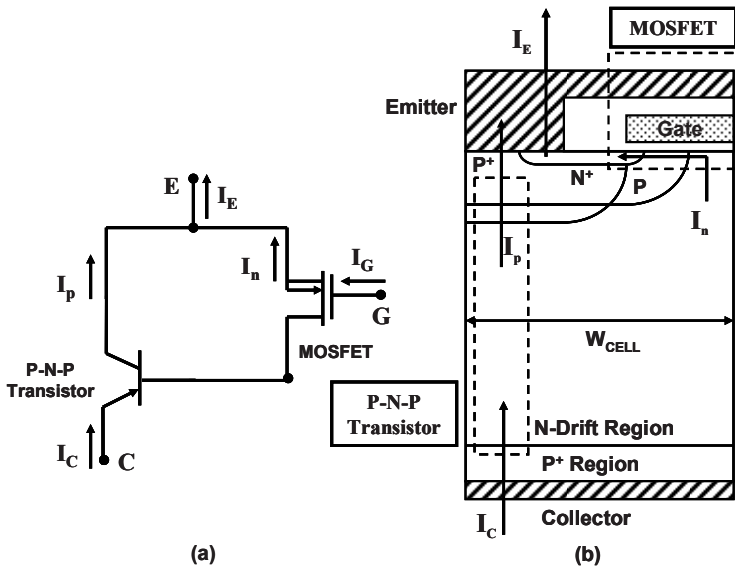 E
I_E
I_p
I_n
I_G
G
MOSFET
P-N-P
Transistor
I_C
C
(a)
MOSFET
I_E
Emitter
Gate
P+
N+
P
I_n
I_p
W_CELL
P-N-P
Transistor
N-Drift Region
P+ Region
I_C
Collector
(b)